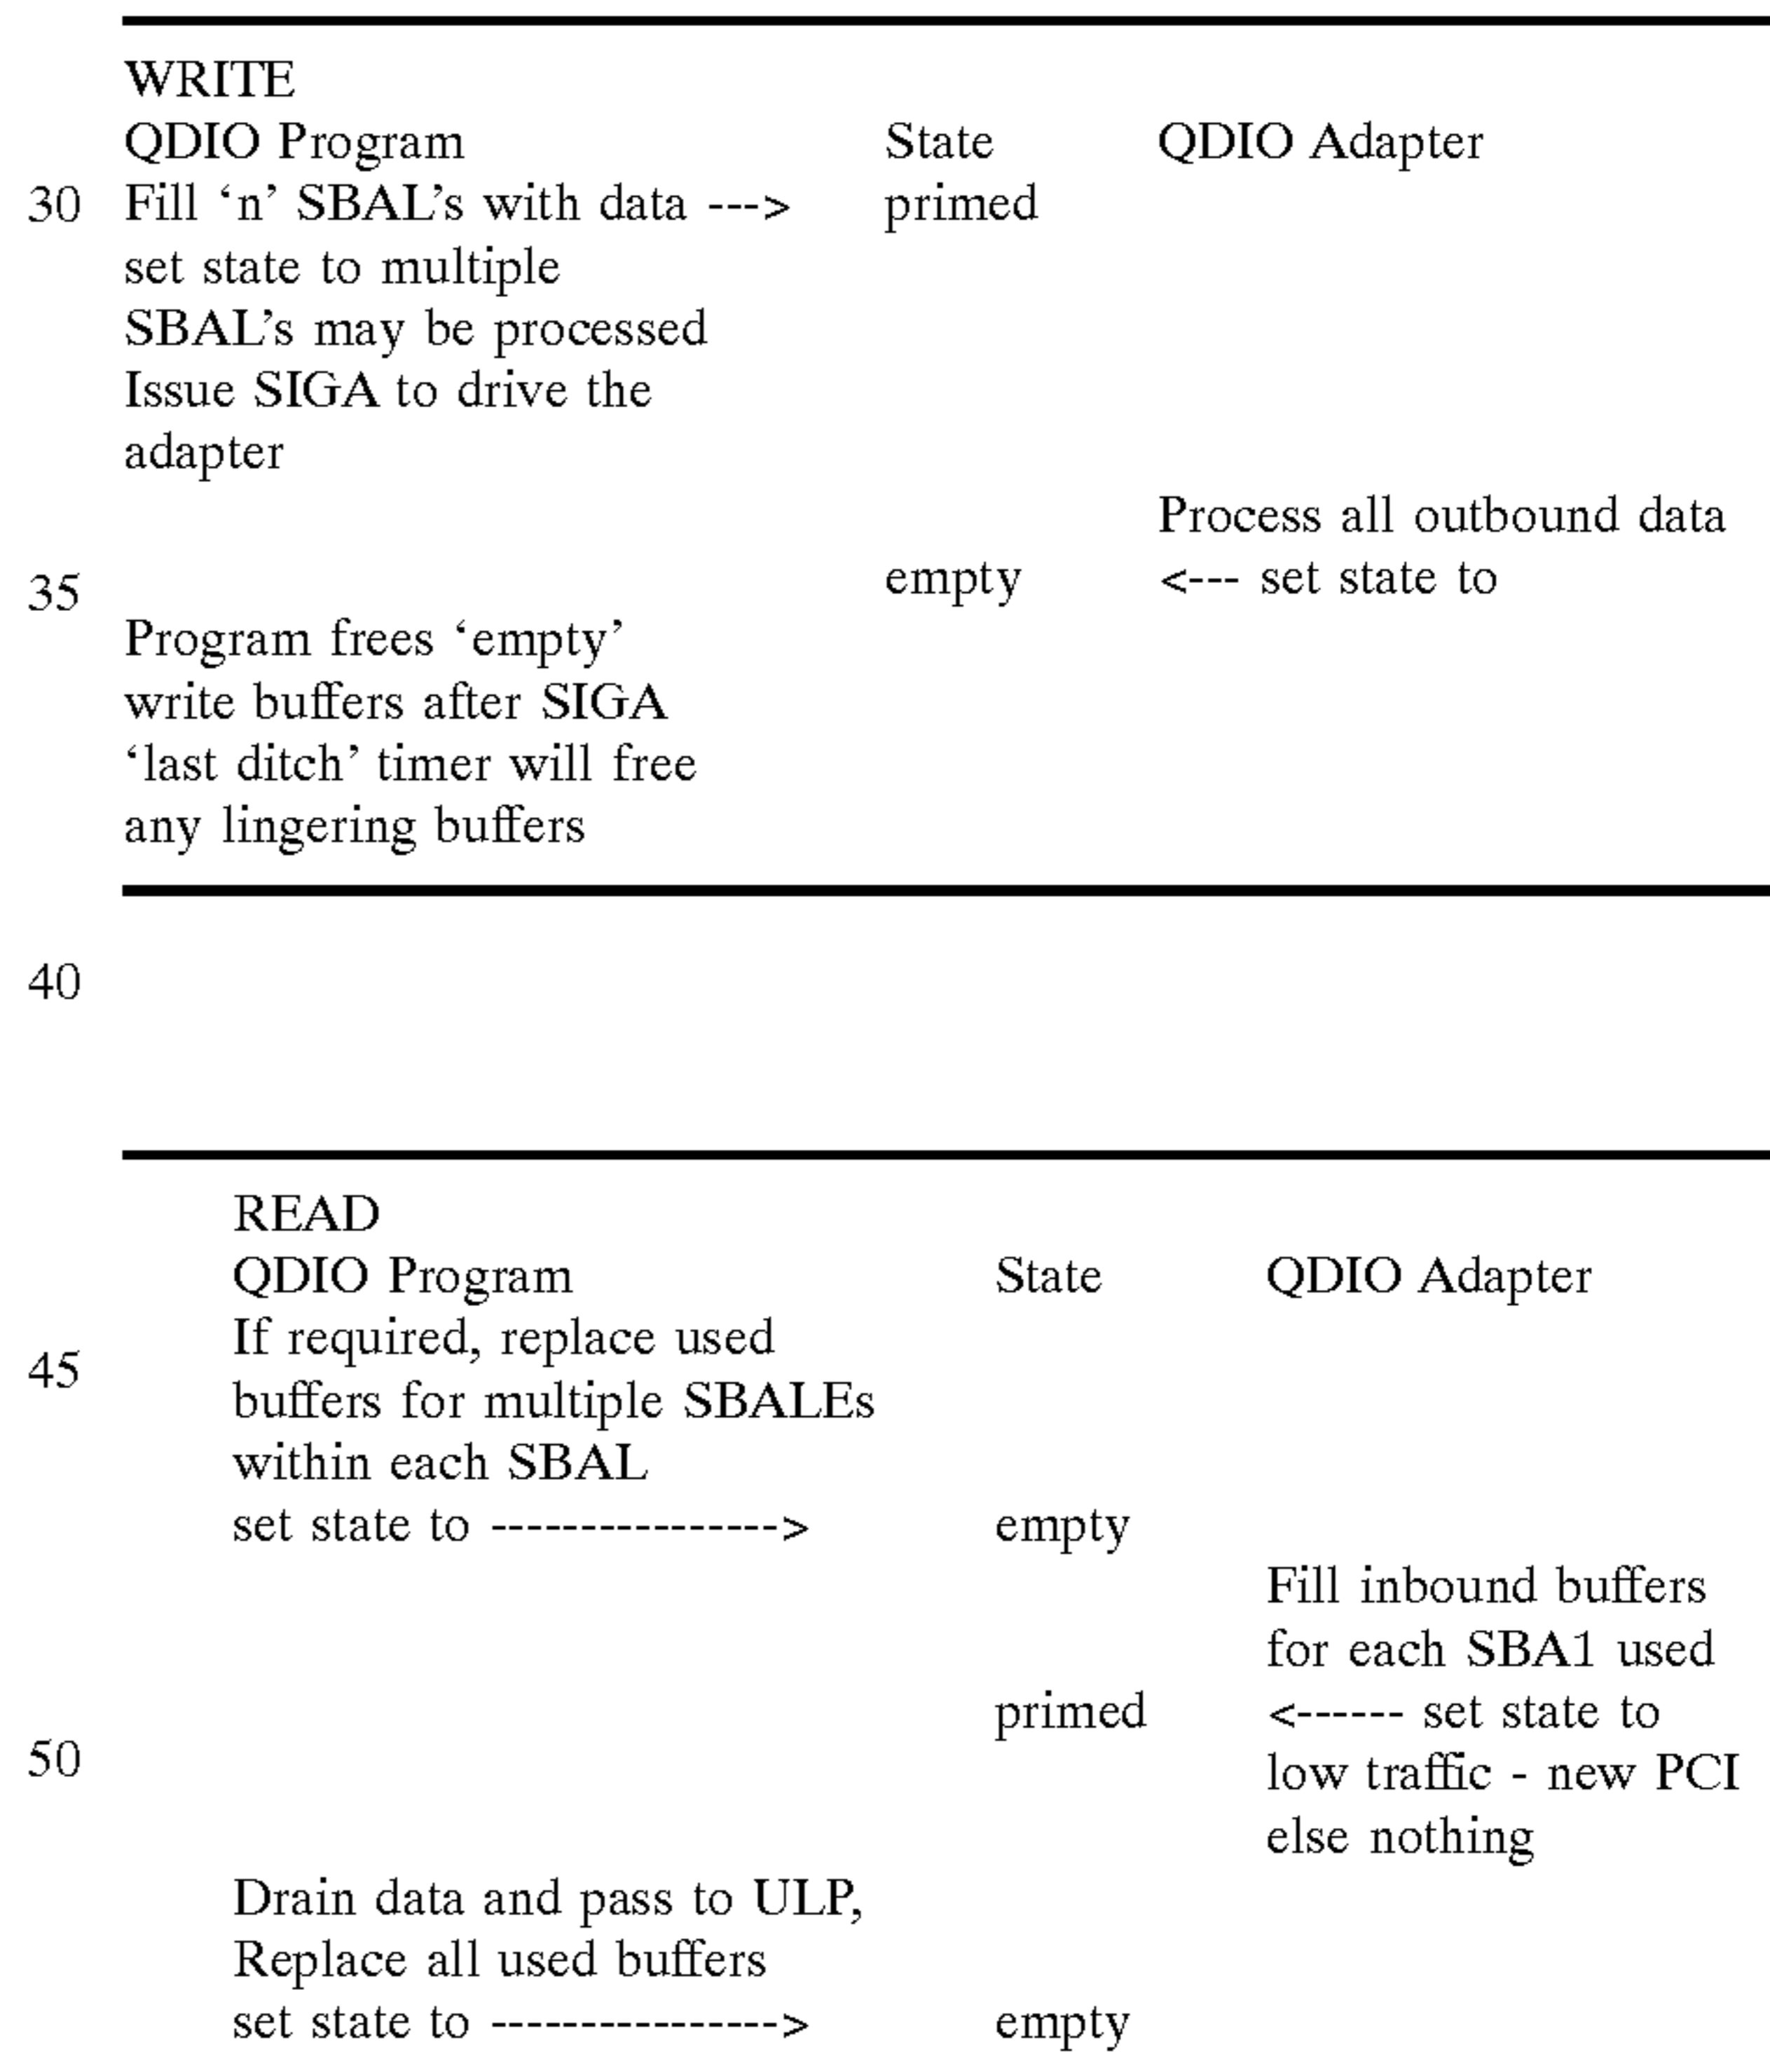 WRITE
QDIO Program State QDIO Adapter
30 Fill ‘n’ SBAL’s with data ---> primed
set state to multiple
SBAL’s may be processed
Issue SIGA to drive the
adapter
Process all outbound data
35 empty <--- set state to
Program frees ‘empty’
write buffers after SIGA
‘last ditch’ timer will free
any lingering buffers
40
READ
QDIO Program State QDIO Adapter
If required, replace used
45 buffers for multiple SBALEs
within each SBAL
set state to ----------------> empty
Fill inbound buffers
for each SBA1 used
primed <------ set state to
50 low traffic - new PCI
else nothing
Drain data and pass to ULP,
Replace all used buffers
set state to ----------------> empty